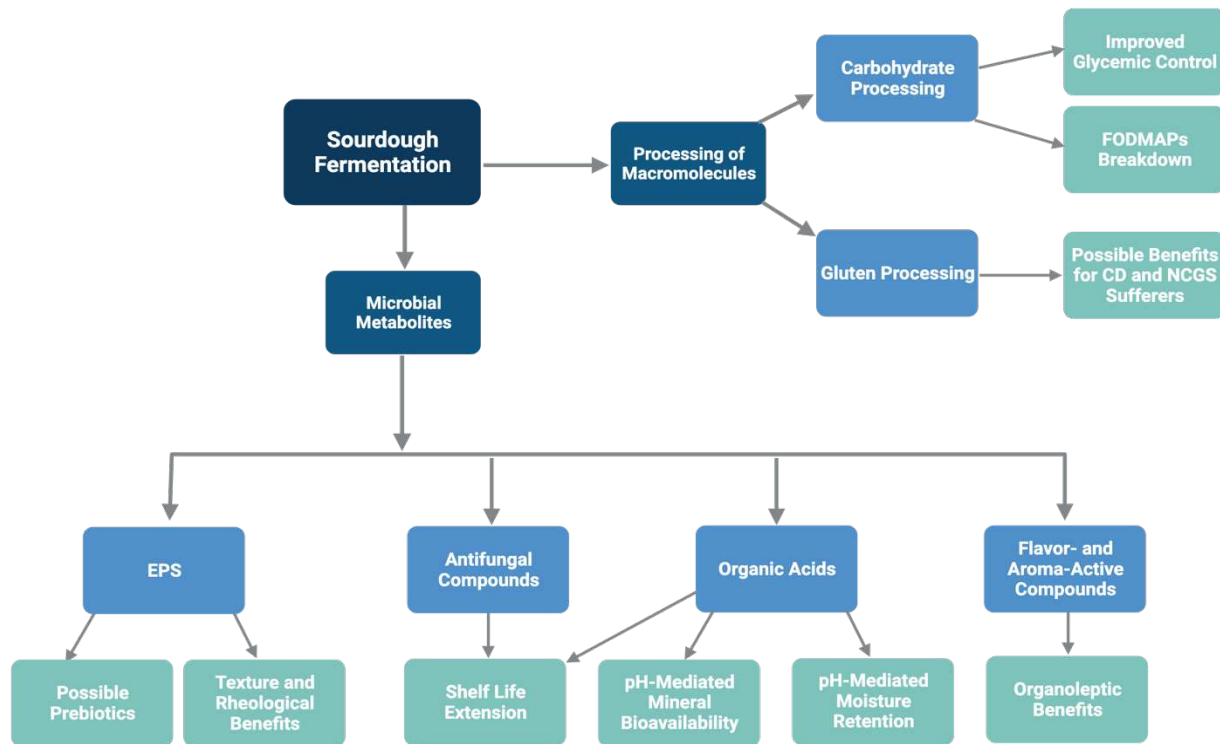 Sourdough
Fermentation
Processing of
Macromolecules
Carbohydrate
Processing
Improved
Glycemic Control
FODMAPs
Breakdown
Gluten Processing
Possible Benefits
for CD and NCGS
Sufferers
Microbial
Metabolites
EPS
Antifungal
Compounds
Organic Acids
Flavor- and
Aroma-Active
Compounds
Possible
Prebiotics
Texture and
Rheological
Benefits
Shelf Life
Extension
pH-Mediated
Mineral
Bioavailability
pH-Mediated
Moisture
Retention
Organoleptic
Benefits